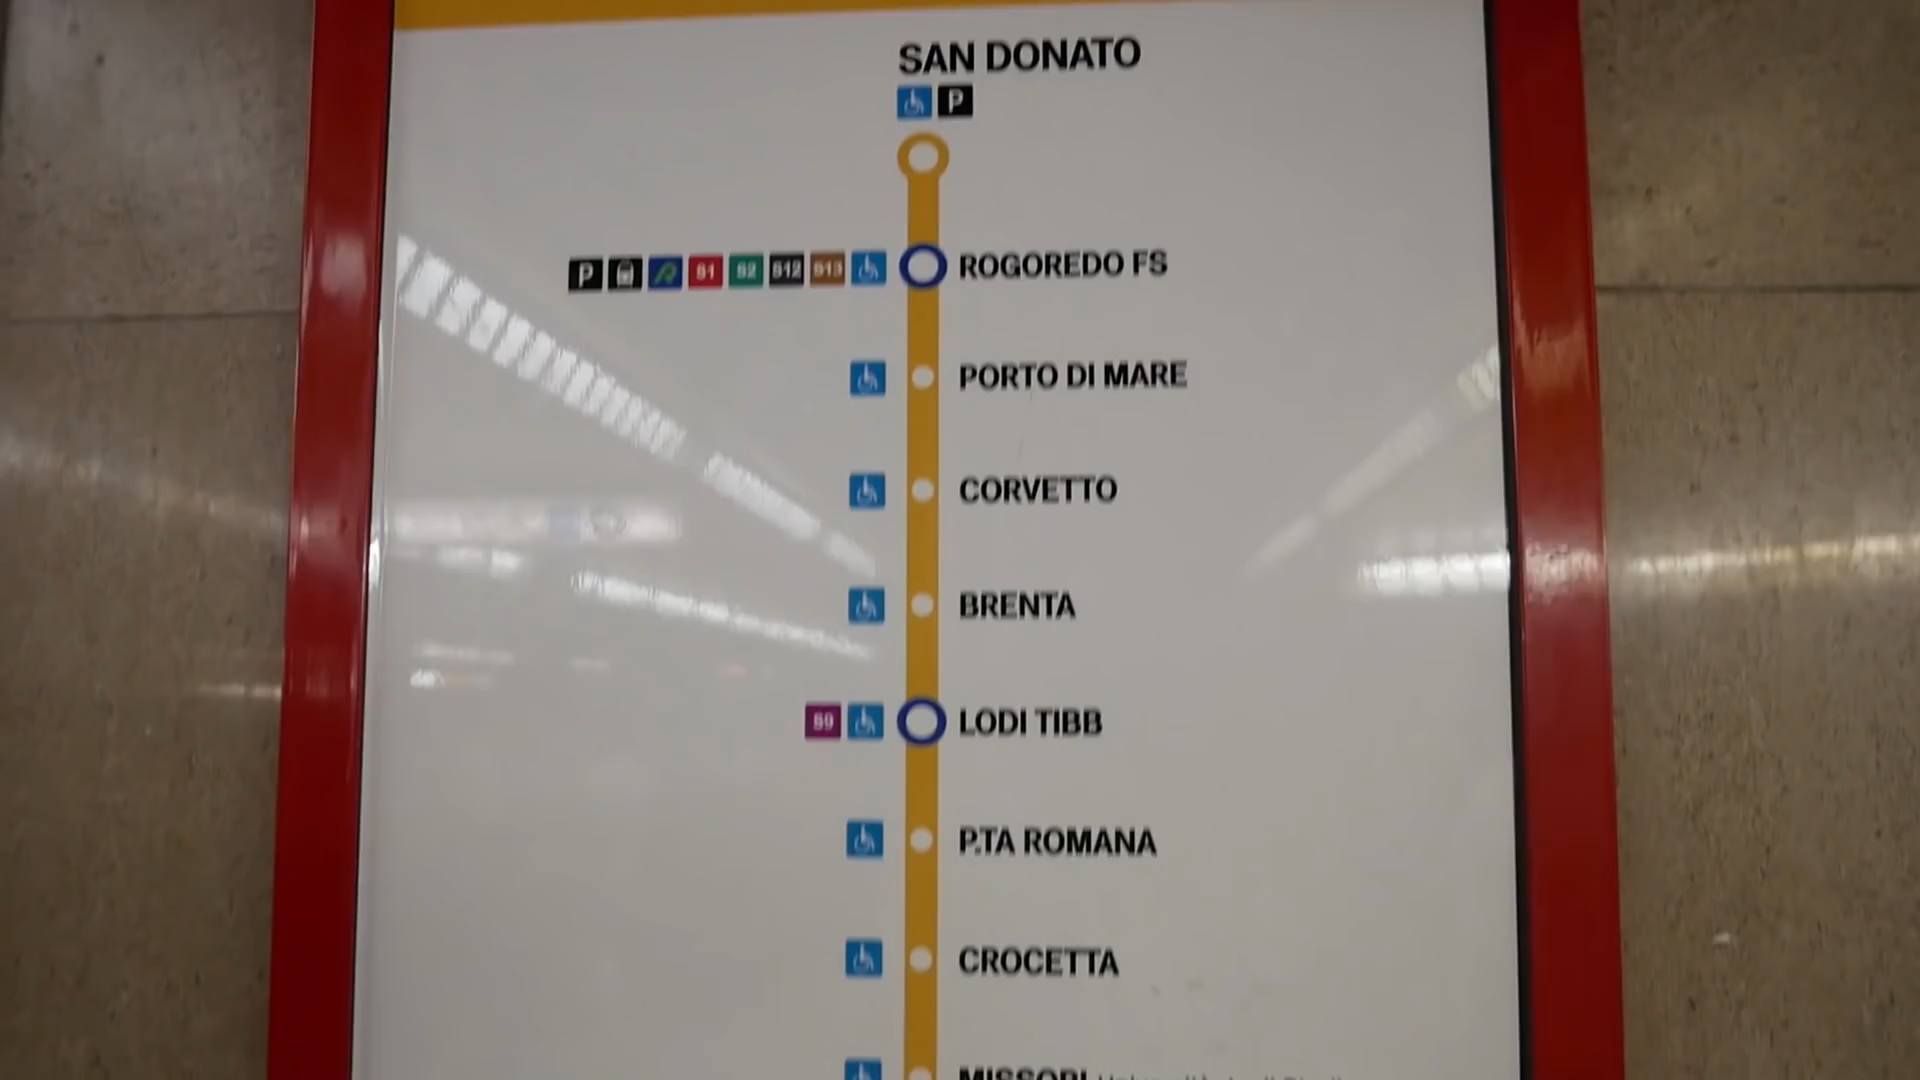 SAN DONATO
P
P S1 S2 S12 S13 ROGOREDO FS
PORTO DI MARE
CORVETTO
BRENTA
S9 LODI TIBB
P.TA ROMANA
CROCETTA
MISSORI